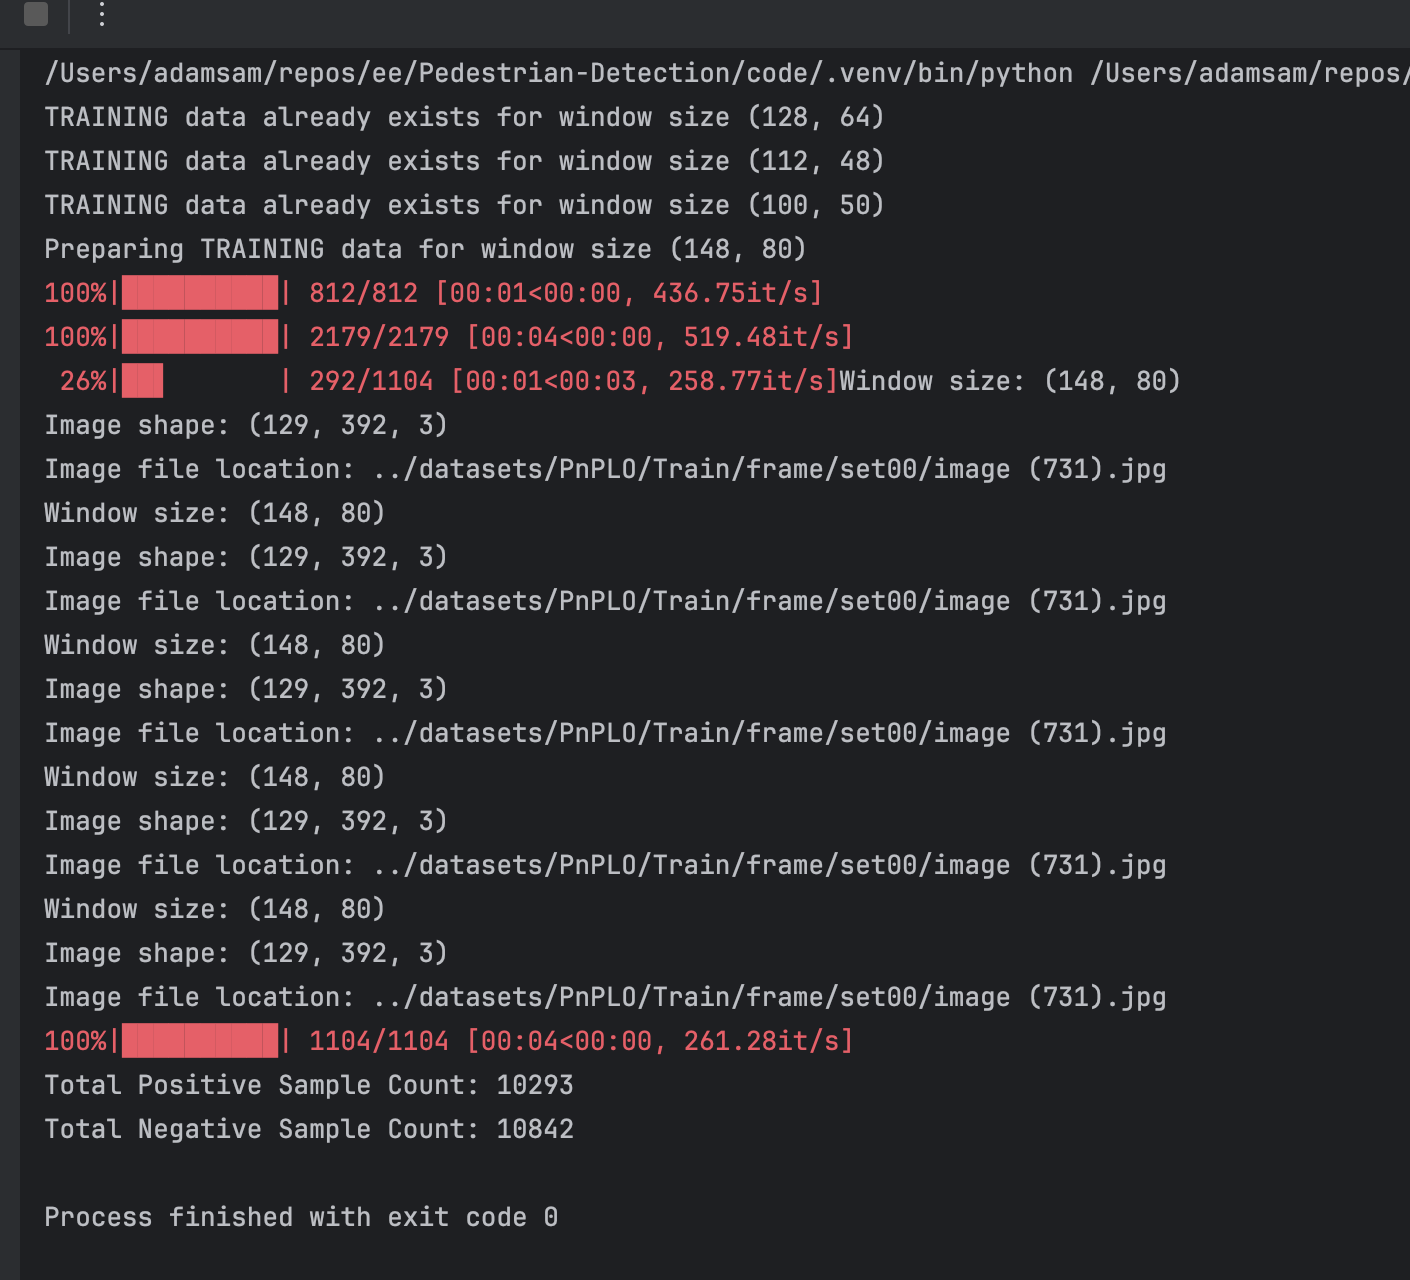 /Users/adamsam/repos/ee/Pedestrian-Detection/code/.venv/bin/python /Users/adamsam/repos/
TRAINING data already exists for window size (128, 64)
TRAINING data already exists for window size (112, 48)
TRAINING data already exists for window size (100, 50)
Preparing TRAINING data for window size (148, 80)
100%|██████████| 812/812 [00:01<00:00, 436.75it/s]
100%|██████████| 2179/2179 [00:04<00:00, 519.48it/s]
 26%|██▋       | 292/1104 [00:01<00:03, 258.77it/s]Window size: (148, 80)
Image shape: (129, 392, 3)
Image file location: ../datasets/PnPLO/Train/frame/set00/image (731).jpg
Window size: (148, 80)
Image shape: (129, 392, 3)
Image file location: ../datasets/PnPLO/Train/frame/set00/image (731).jpg
Window size: (148, 80)
Image shape: (129, 392, 3)
Image file location: ../datasets/PnPLO/Train/frame/set00/image (731).jpg
Window size: (148, 80)
Image shape: (129, 392, 3)
Image file location: ../datasets/PnPLO/Train/frame/set00/image (731).jpg
Window size: (148, 80)
Image shape: (129, 392, 3)
Image file location: ../datasets/PnPLO/Train/frame/set00/image (731).jpg
100%|██████████| 1104/1104 [00:04<00:00, 261.28it/s]
Total Positive Sample Count: 10293
Total Negative Sample Count: 10842
Process finished with exit code 0